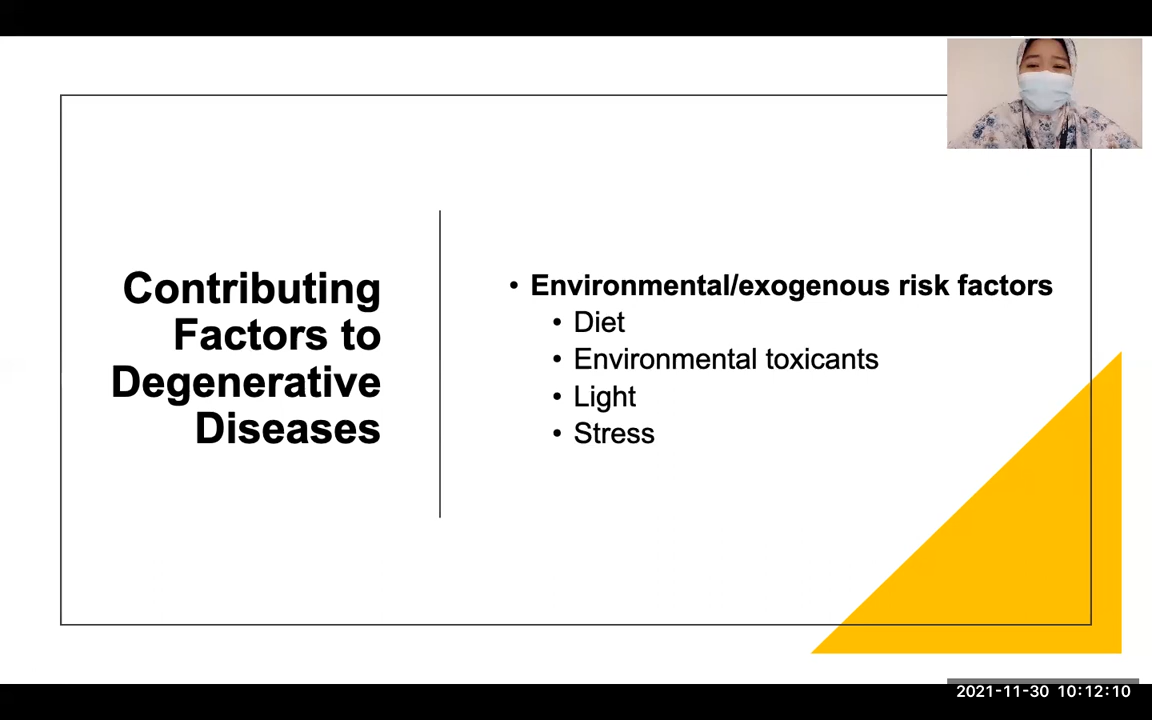 Contributing
Factors to
Degenerative
Diseases
• Environmental/exogenous risk factors
• Diet
• Environmental toxicants
• Light
• Stress
2021-11-30 10:12:10